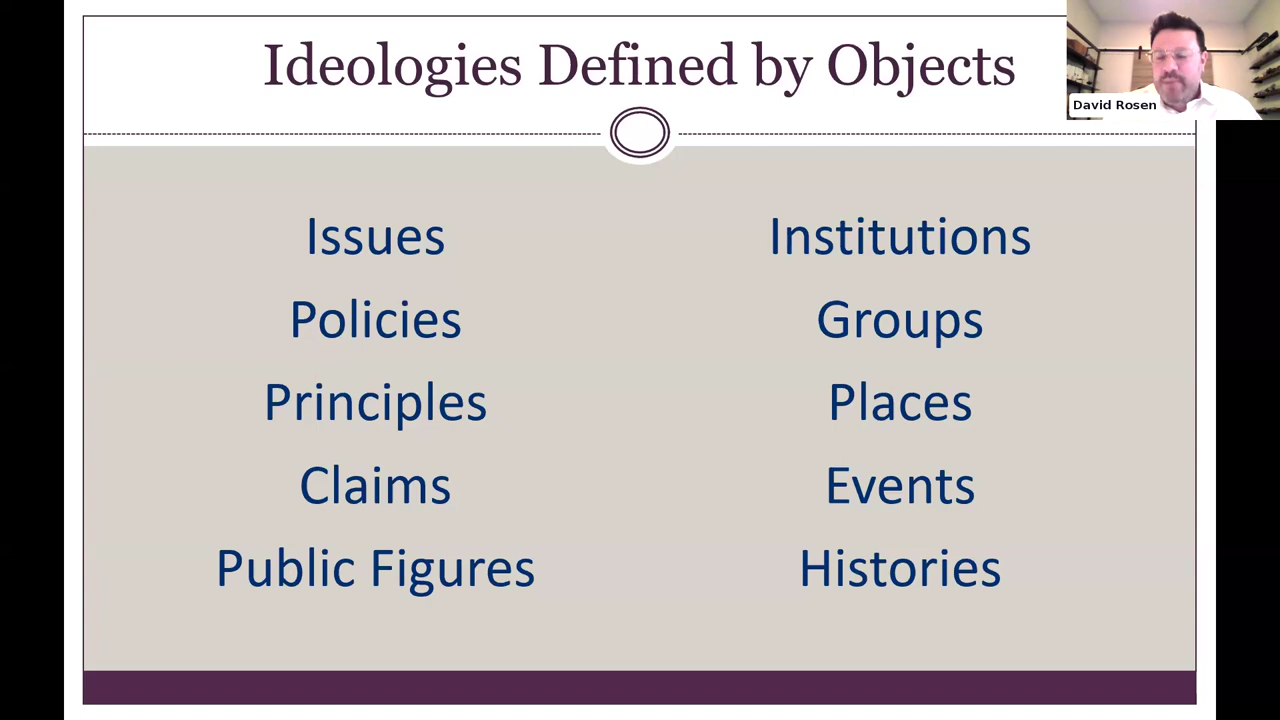 Ideologies Defined by Objects
David Rosen
Issues
Policies
Principles
Claims
Public Figures
Institutions
Groups
Places
Events
Histories